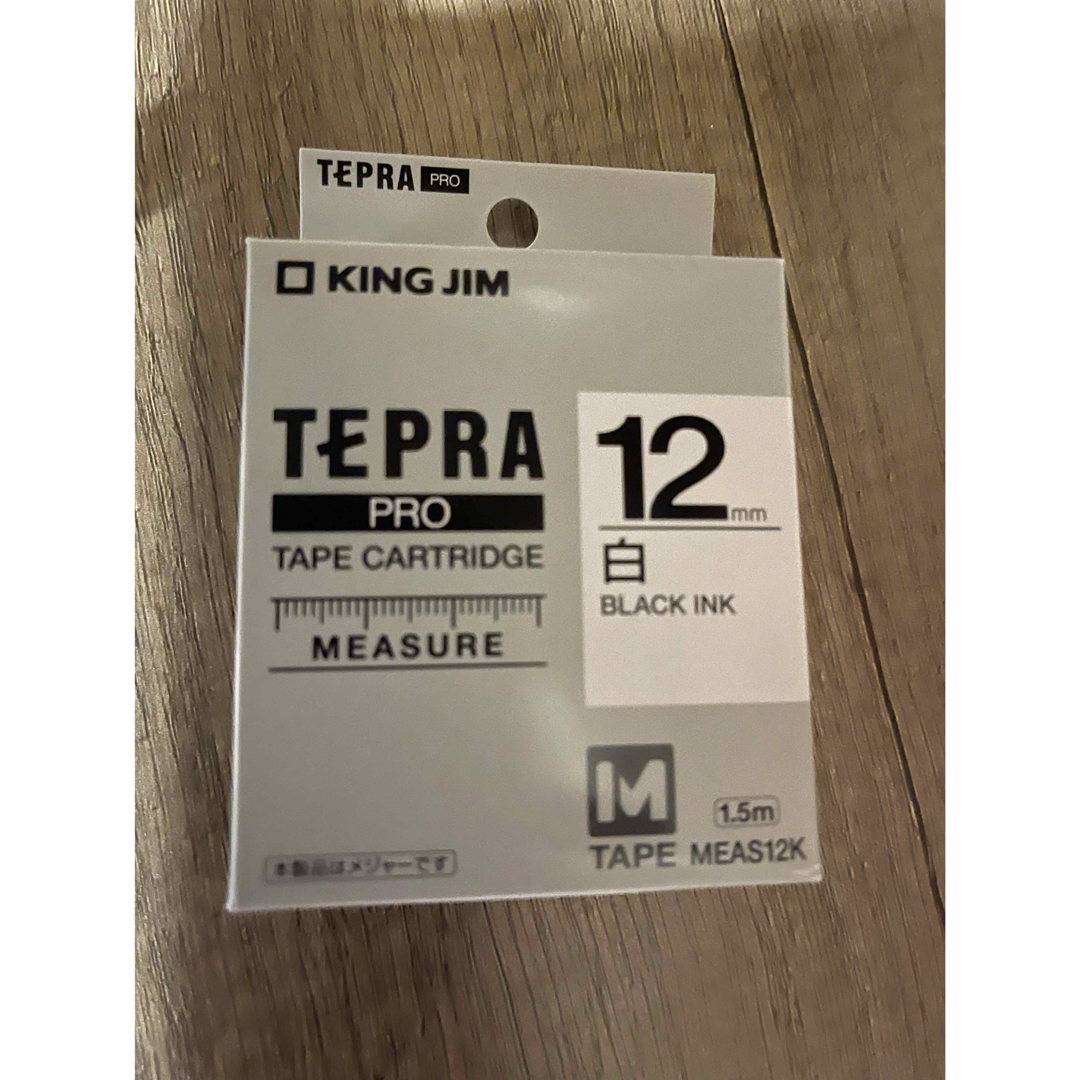 TEPRA PRO
KING JIM
TEPRA
PRO
TAPE CARTRIDGE
MEASURE
12mm
白
BLACK INK
M
1.5m
TAPE MEAS12K
本製品はメジャーです